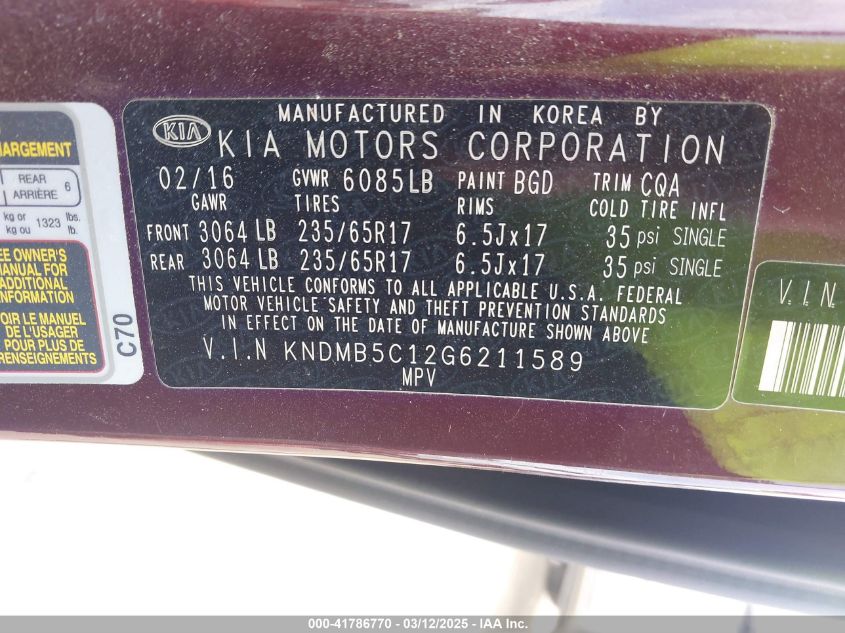 ARGEMENT
REAR 6
ARRIÈRE
kg or 1323 lbs.
kg ou lb.
SEE OWNER'S
MANUAL FOR
ADDITIONAL
INFORMATION
VOIR LE MANUEL
DE L'USAGER
POUR PLUS DE
RENSEIGNEMENTS
C70
MANUFACTURED IN KOREA BY
KIA KIA MOTORS CORPORATION
02/16 GVWR 6085LB PAINT BGD TRIM CQA
GAWR TIRES RIMS COLD TIRE INFL
FRONT 3064 LB 235/65R17 6.5Jx17 35 psi SINGLE
REAR 3064 LB 235/65R17 6.5Jx17 35 psi SINGLE
THIS VEHICLE CONFORMS TO ALL APPLICABLE U.S.A. FEDERAL
MOTOR VEHICLE SAFETY AND THEFT PREVENTION STANDARDS
IN EFFECT ON THE DATE OF MANUFACTURE SHOWN ABOVE
V.I.N KNDMB5C12G6211589
MPV
V.I.N
000-41786770 - 03/12/2025 - IAA Inc.